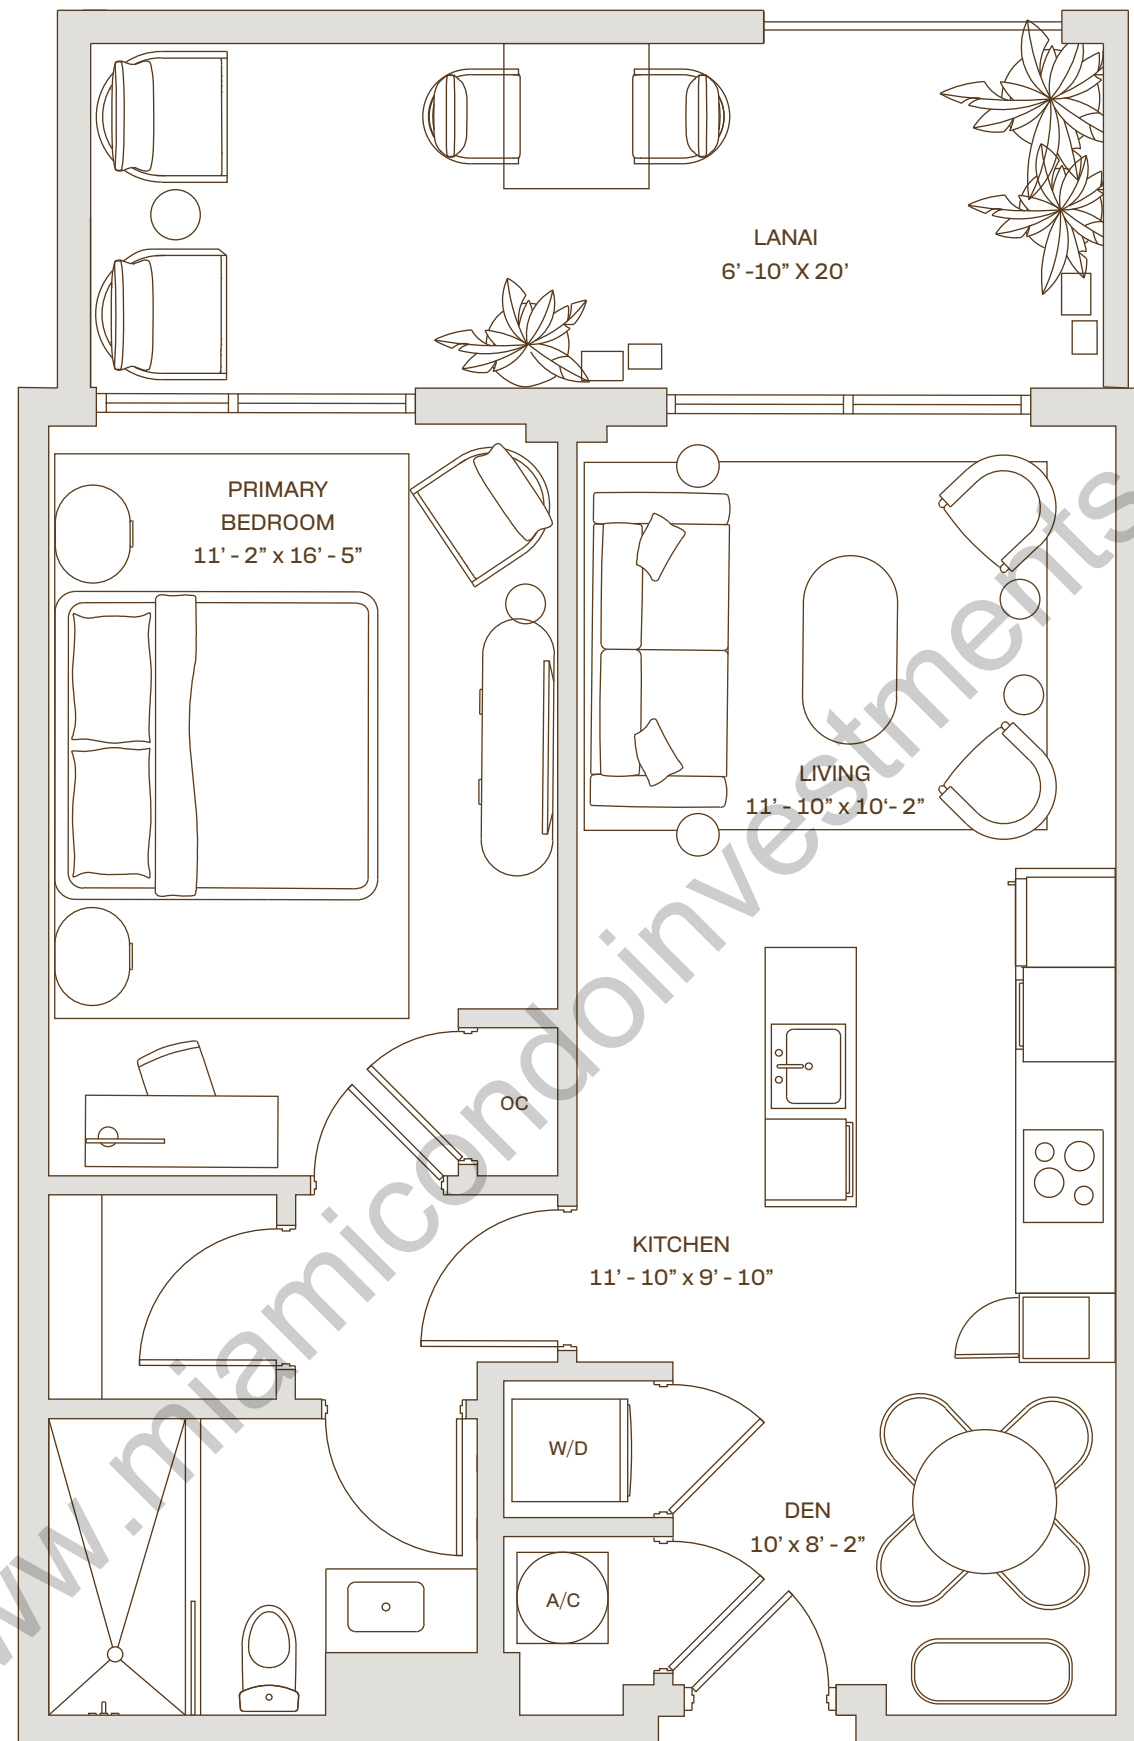 LANAI
6’ -10” X 20’
PRIMARY
BEDROOM
11’ - 2” x 16’ - 5”
LIVING
11’ - 10” x 10‘- 2”
OC
KITCHEN
11’ - 10” x 9’ - 10”
W/D
DEN
10’ x 8’ - 2”
A/C
www.miamicondoinvestments